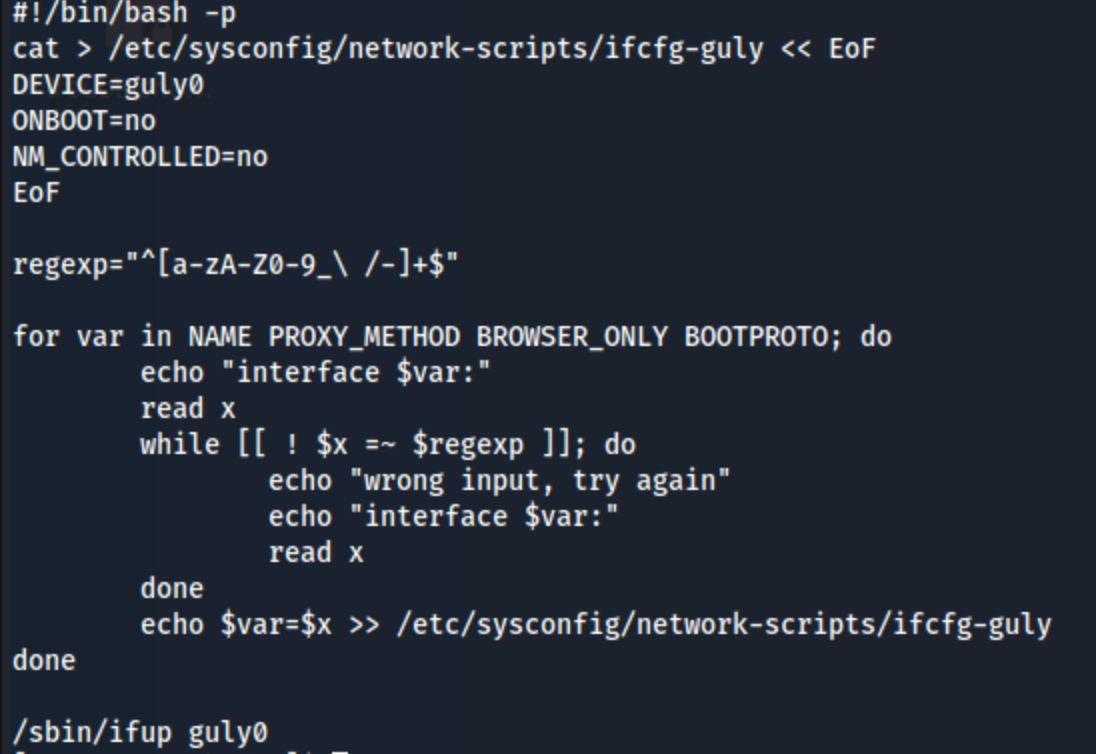 #!/bin/bash -p
cat > /etc/sysconfig/network-scripts/ifcfg-guly << EoF
DEVICE=guly0
ONBOOT=no
NM_CONTROLLED=no
EoF

regexp="^[a-zA-Z0-9_\ /-]+$"

for var in NAME PROXY_METHOD BROWSER_ONLY BOOTPROTO; do
        echo "interface $var:"
        read x
        while [[ ! $x =~ $regexp ]]; do
                echo "wrong input, try again"
                echo "interface $var:"
                read x
        done
        echo $var=$x >> /etc/sysconfig/network-scripts/ifcfg-guly
done

/sbin/ifup guly0